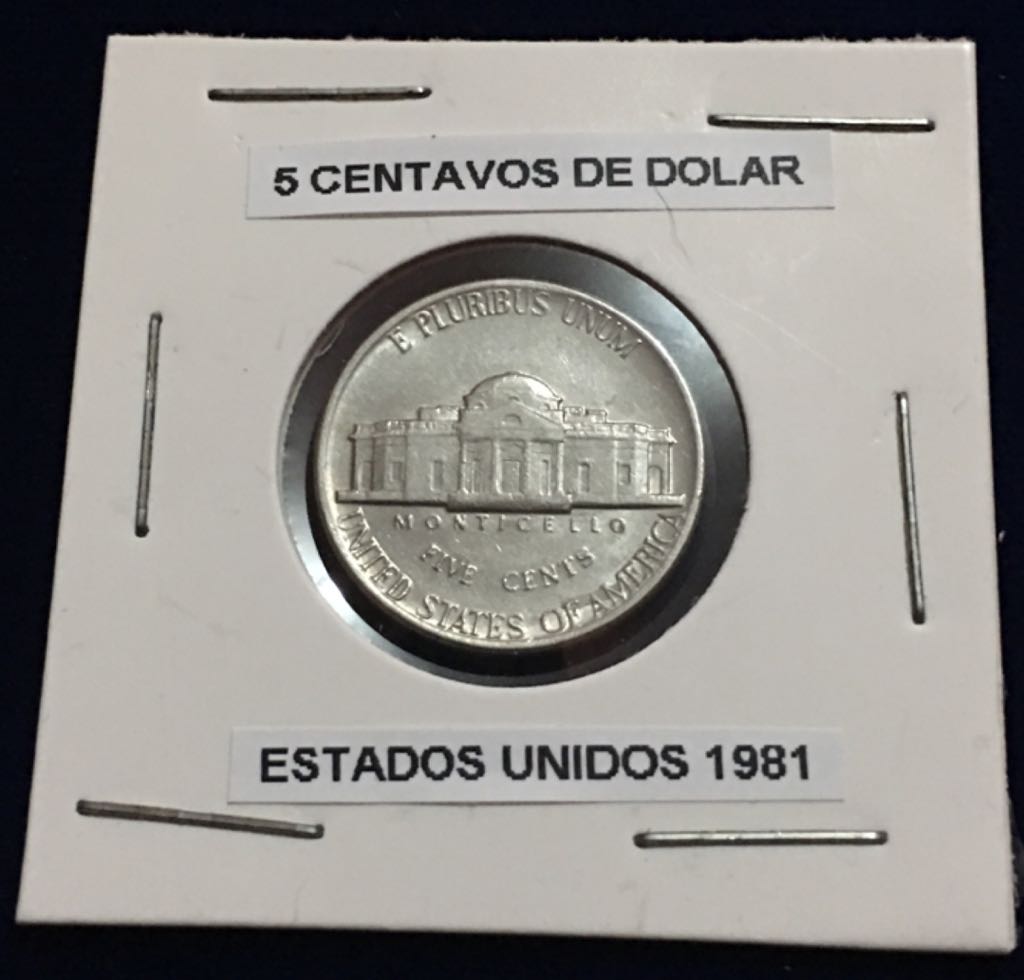 5 CENTAVOS DE DOLAR
E PLURIBUS UNUM
MONTICELLO
FIVE CENTS
UNITED STATES OF AMERICA
ESTADOS UNIDOS 1981